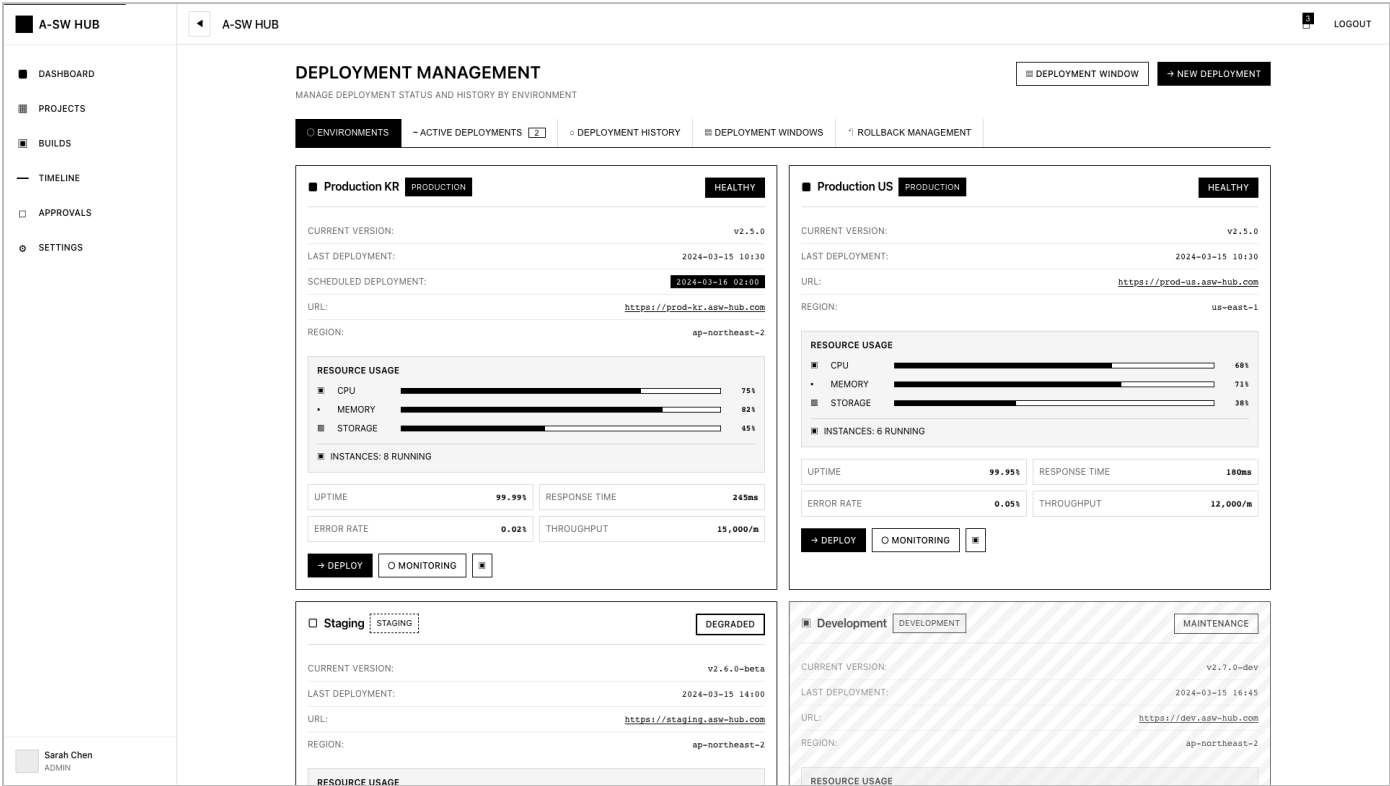 A-SW HUB
A-SW HUB
3
LOGOUT
DASHBOARD
PROJECTS
BUILDS
TIMELINE
APPROVALS
SETTINGS
Sarah Chen
ADMIN
DEPLOYMENT MANAGEMENT
MANAGE DEPLOYMENT STATUS AND HISTORY BY ENVIRONMENT
DEPLOYMENT WINDOW
→ NEW DEPLOYMENT
ENVIRONMENTS
~ ACTIVE DEPLOYMENTS 2
DEPLOYMENT HISTORY
DEPLOYMENT WINDOWS
ROLLBACK MANAGEMENT
Production KR PRODUCTION HEALTHY
CURRENT VERSION: v2.5.0
LAST DEPLOYMENT: 2024-03-15 10:30
SCHEDULED DEPLOYMENT: 2024-03-16 02:00
URL: https://prod-kr.asw-hub.com
REGION: ap-northeast-2
RESOURCE USAGE
CPU 75%
MEMORY 82%
STORAGE 45%
INSTANCES: 8 RUNNING
UPTIME 99.99%
RESPONSE TIME 245ms
ERROR RATE 0.02%
THROUGHPUT 15,000/m
→ DEPLOY
MONITORING
Production US PRODUCTION HEALTHY
CURRENT VERSION: v2.5.0
LAST DEPLOYMENT: 2024-03-15 10:30
URL: https://prod-us.asw-hub.com
REGION: us-east-1
RESOURCE USAGE
CPU 68%
MEMORY 71%
STORAGE 38%
INSTANCES: 6 RUNNING
UPTIME 99.95%
RESPONSE TIME 180ms
ERROR RATE 0.05%
THROUGHPUT 12,000/m
→ DEPLOY
MONITORING
Staging STAGING DEGRADED
CURRENT VERSION: v2.6.0-beta
LAST DEPLOYMENT: 2024-03-15 14:00
URL: https://staging.asw-hub.com
REGION: ap-northeast-2
RESOURCE USAGE
Development DEVELOPMENT MAINTENANCE
CURRENT VERSION: v2.7.0-dev
LAST DEPLOYMENT: 2024-03-15 16:45
URL: https://dev.asw-hub.com
REGION: ap-northeast-2
RESOURCE USAGE